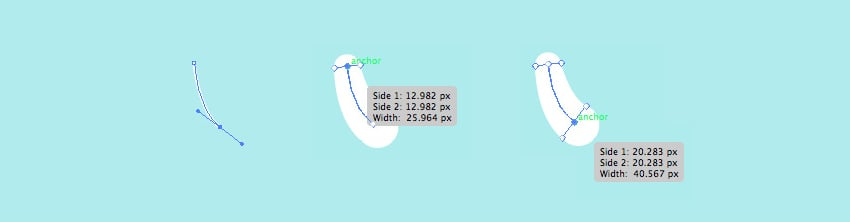 anchor
Side 1: 12.982 px
Side 2: 12.982 px
Width: 25.964 px
anchor
Side 1: 20.283 px
Side 2: 20.283 px
Width: 40.567 px